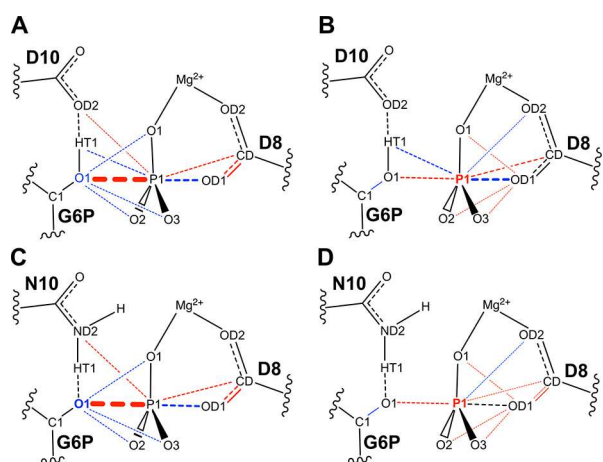 A
B
O
D10
OD2
Mg2+
OD2
HT1
O1
D8
CD
O1
P1
OD1
C1
O2
O3
G6P
O
D10
OD2
Mg2+
OD2
HT1
O1
D8
CD
O1
P1
OD1
C1
O2
O3
G6P
C
D
N10
O
H
ND2
Mg2+
OD2
HT1
O1
D8
CD
O1
P1
OD1
C1
O2
O3
G6P
N10
O
H
ND2
Mg2+
OD2
HT1
O1
D8
CD
O1
P1
OD1
C1
O2
O3
G6P